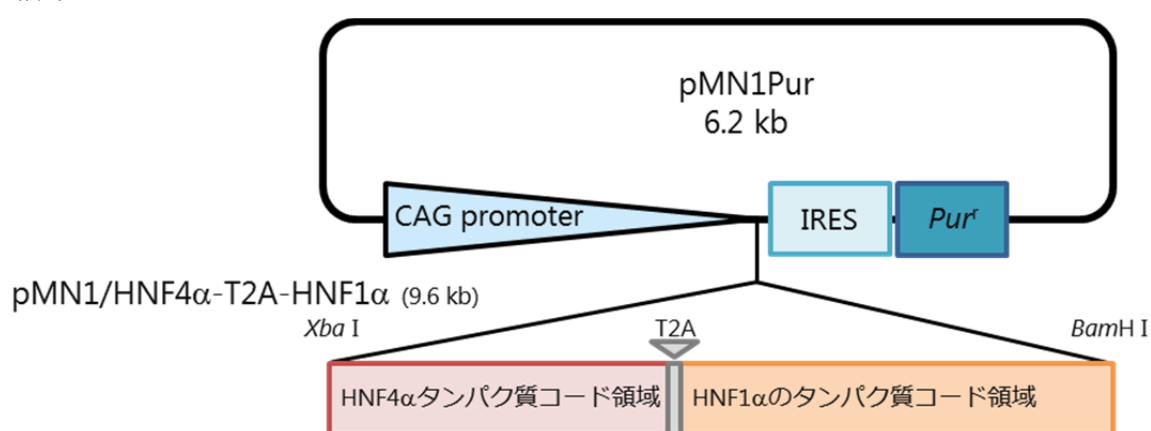 pMN1Pur
6.2 kb
CAG promoter
IRES
Purʳ
pMN1/HNF4α-T2A-HNF1α (9.6 kb)
Xba I
T2A
BamH I
HNF4αタンパク質コード領域
HNF1αのタンパク質コード領域